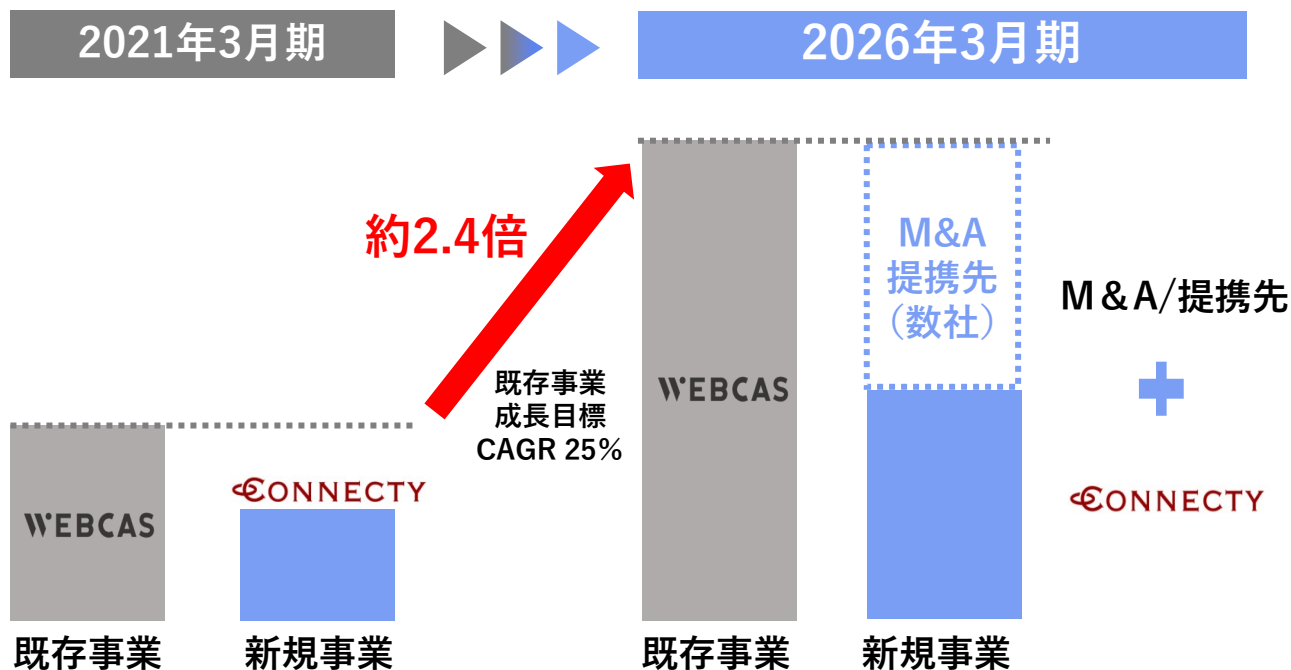 2021年3月期
2026年3月期
約2.4倍
既存事業
成長目標
CAGR 25%
WEBCAS
CONNECTY
既存事業
新規事業
WEBCAS
M&A
提携先
（数社）
M＆A/提携先
+
CONNECTY
既存事業
新規事業